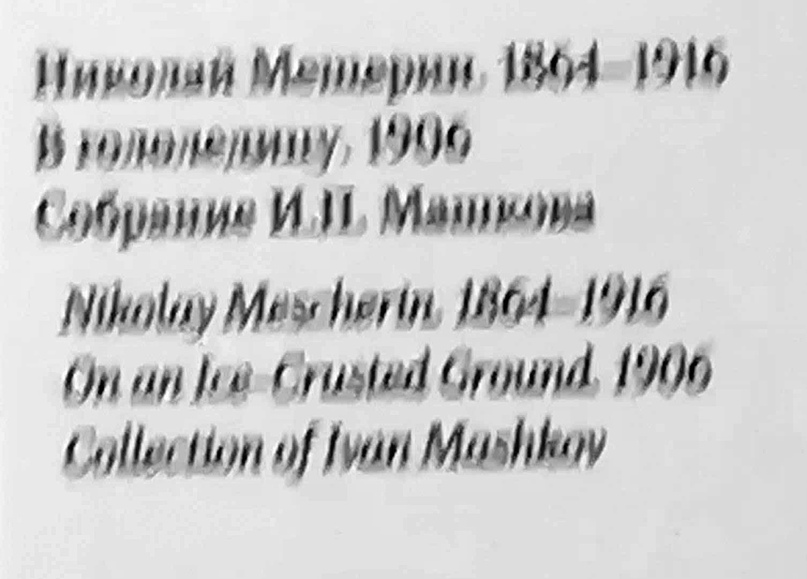 Николай Мещерин, 1864–1916
В гололедицу, 1906
Собрание И.П. Машкова
Nikolay Mescherin, 1864–1916
On an Ice-Crusted Ground, 1906
Collection of Ivan Mashkov